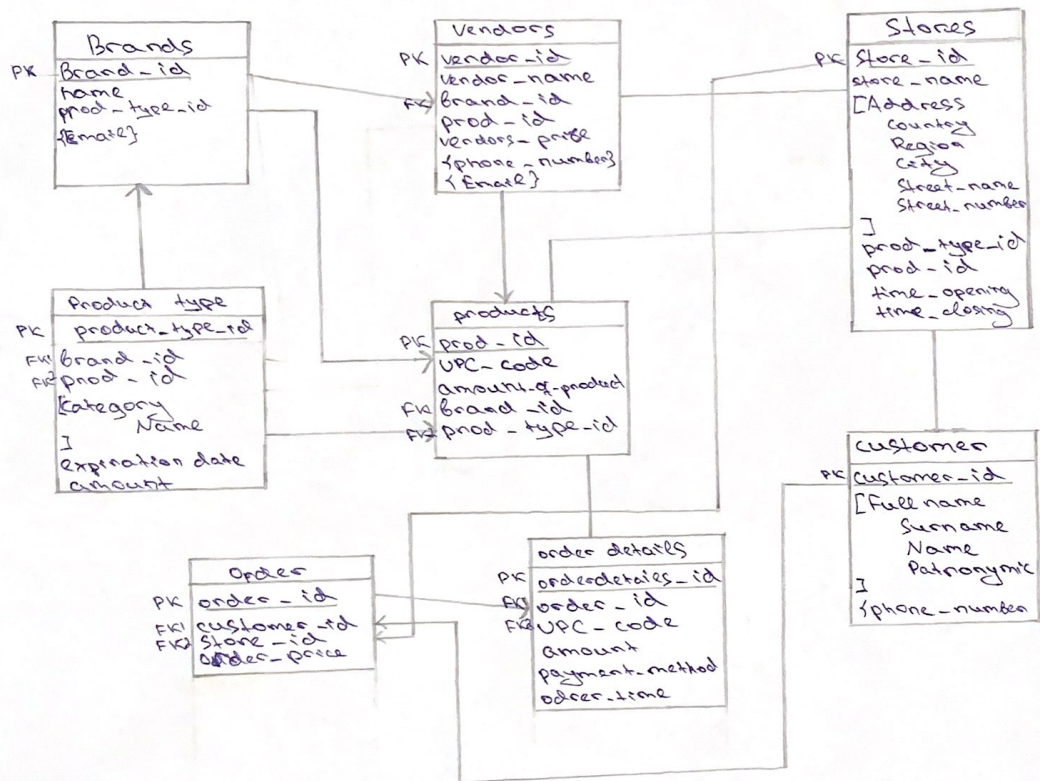 Brands
PK Brand_id
name
prod_type_id
{Email}
Vendors
PK vendor_id
vendor_name
FK brand_id
prod_id
vendors_price
{phone_number}
{Email}
Stores
PK Store_id
store_name
[Address
Country
Region
City
Street_name
Street_number
]
prod_type_id
prod_id
time_opening
time_closing
Product type
PK product_type_id
FK1 brand_id
FK2 prod_id
[Category
Name
]
expiration date
amount
products
PK prod_id
UPC_code
amount_of_product
FK1 brand_id
FK2 prod_type_id
customer
PK customer_id
[Full name
Surname
Name
Patronymic
]
{phone_number
Order
PK order_id
FK1 customer_id
FK2 Store_id
order_price
order details
PK orderdetails_id
FK1 order_id
FK2 UPC_code
amount
payment_method
odrer_time